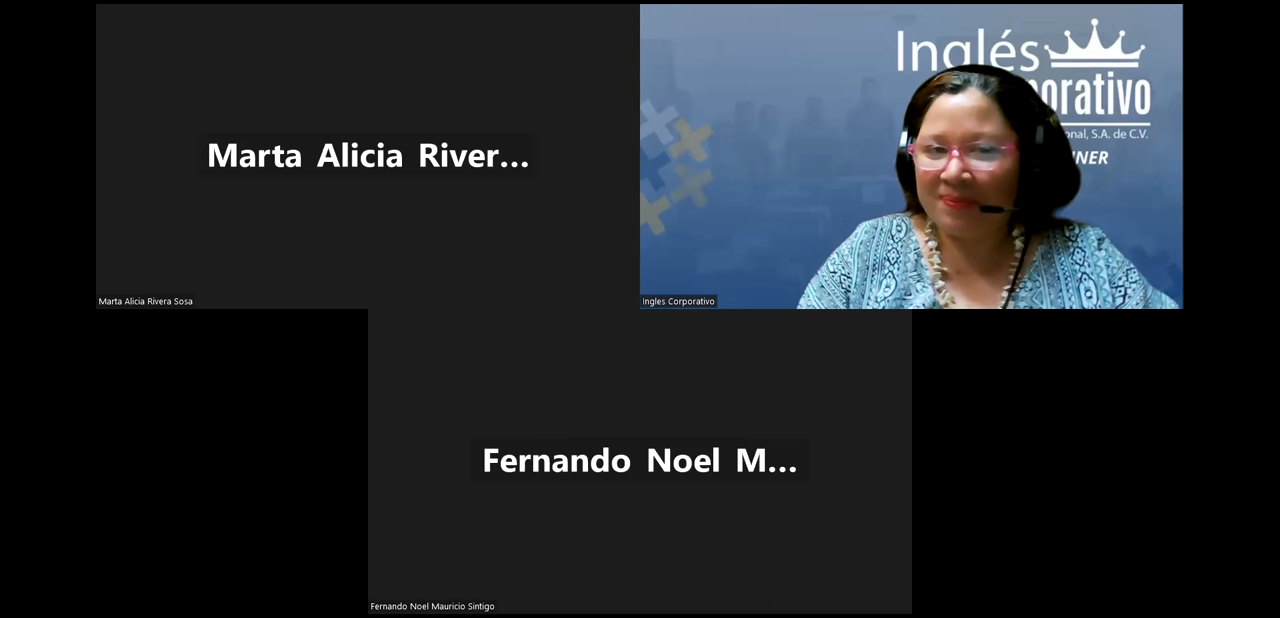 Marta Alicia River...
Marta Alicia Rivera Sosa
Inglés
orativo
onal, S.A. de C.V.
NER
Ingles Corporativo
Fernando Noel M...
Fernando Noel Mauricio Sintigo